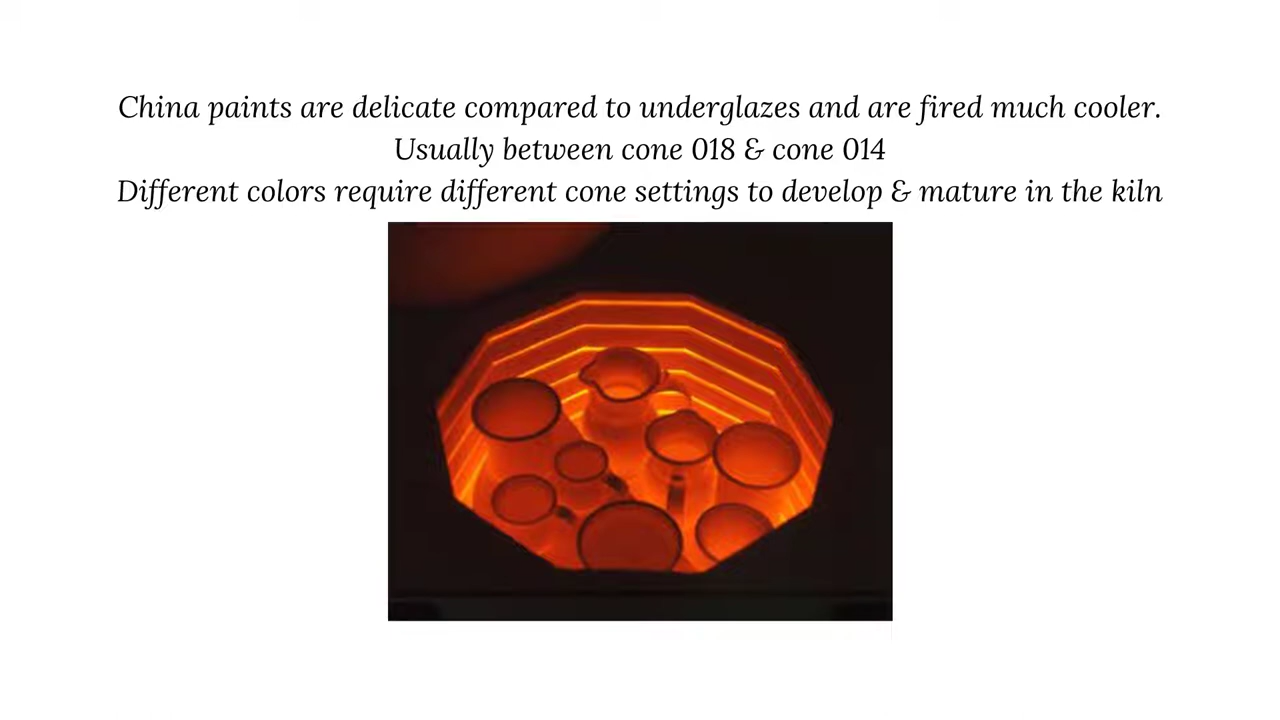 China paints are delicate compared to underglazes and are fired much cooler.
Usually between cone 018 & cone 014
Different colors require different cone settings to develop & mature in the kiln